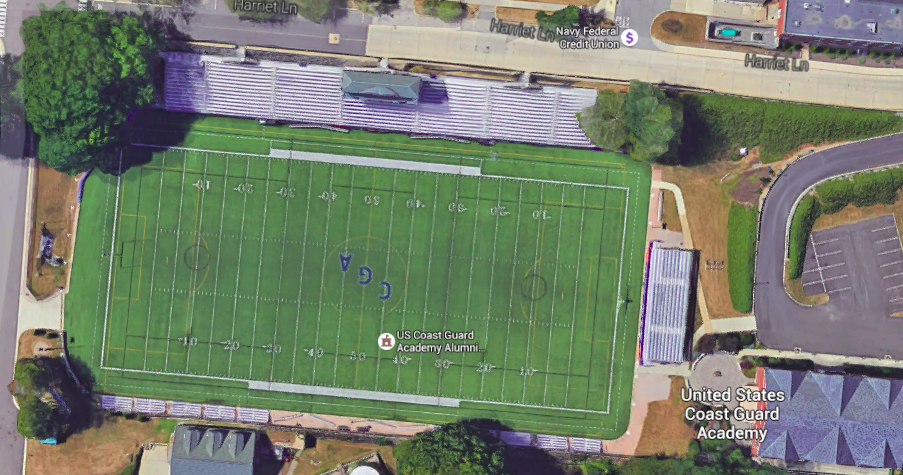 Harriet Ln
Harriet Ln
Navy Federal
Credit Union
$
Harriet Ln
10 20 30 40 50 40 30 20 10
C G A
US Coast Guard
Academy Alumni...
10 20 30 40 50 40 30 20 10
United States
Coast Guard
Academy